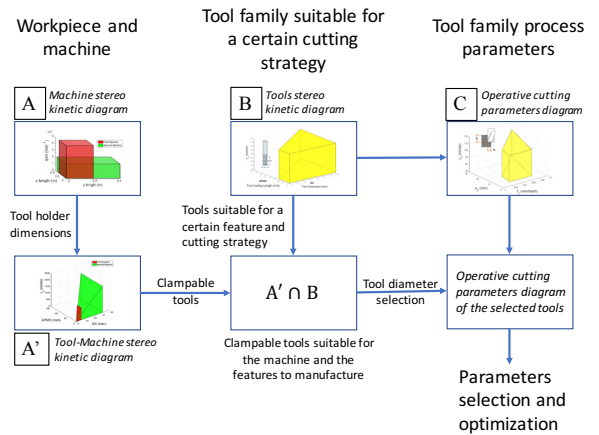 Workpiece and
machine
Tool family suitable for
a certain cutting
strategy
Tool family process
parameters
A
Machine stereo
kinetic diagram
B
Tools stereo
kinetic diagram
C
Operative cutting
parameters diagram
Tool holder
dimensions
Tools suitable for a
certain feature and
cutting strategy
Clampable
tools
A′ ∩ B
Tool diameter
selection
Operative cutting
parameters diagram
of the selected tools
A’
Tool-Machine stereo
kinetic diagram
Clampable tools suitable for
the machine and the
features to manufacture
Parameters
selection and
optimization